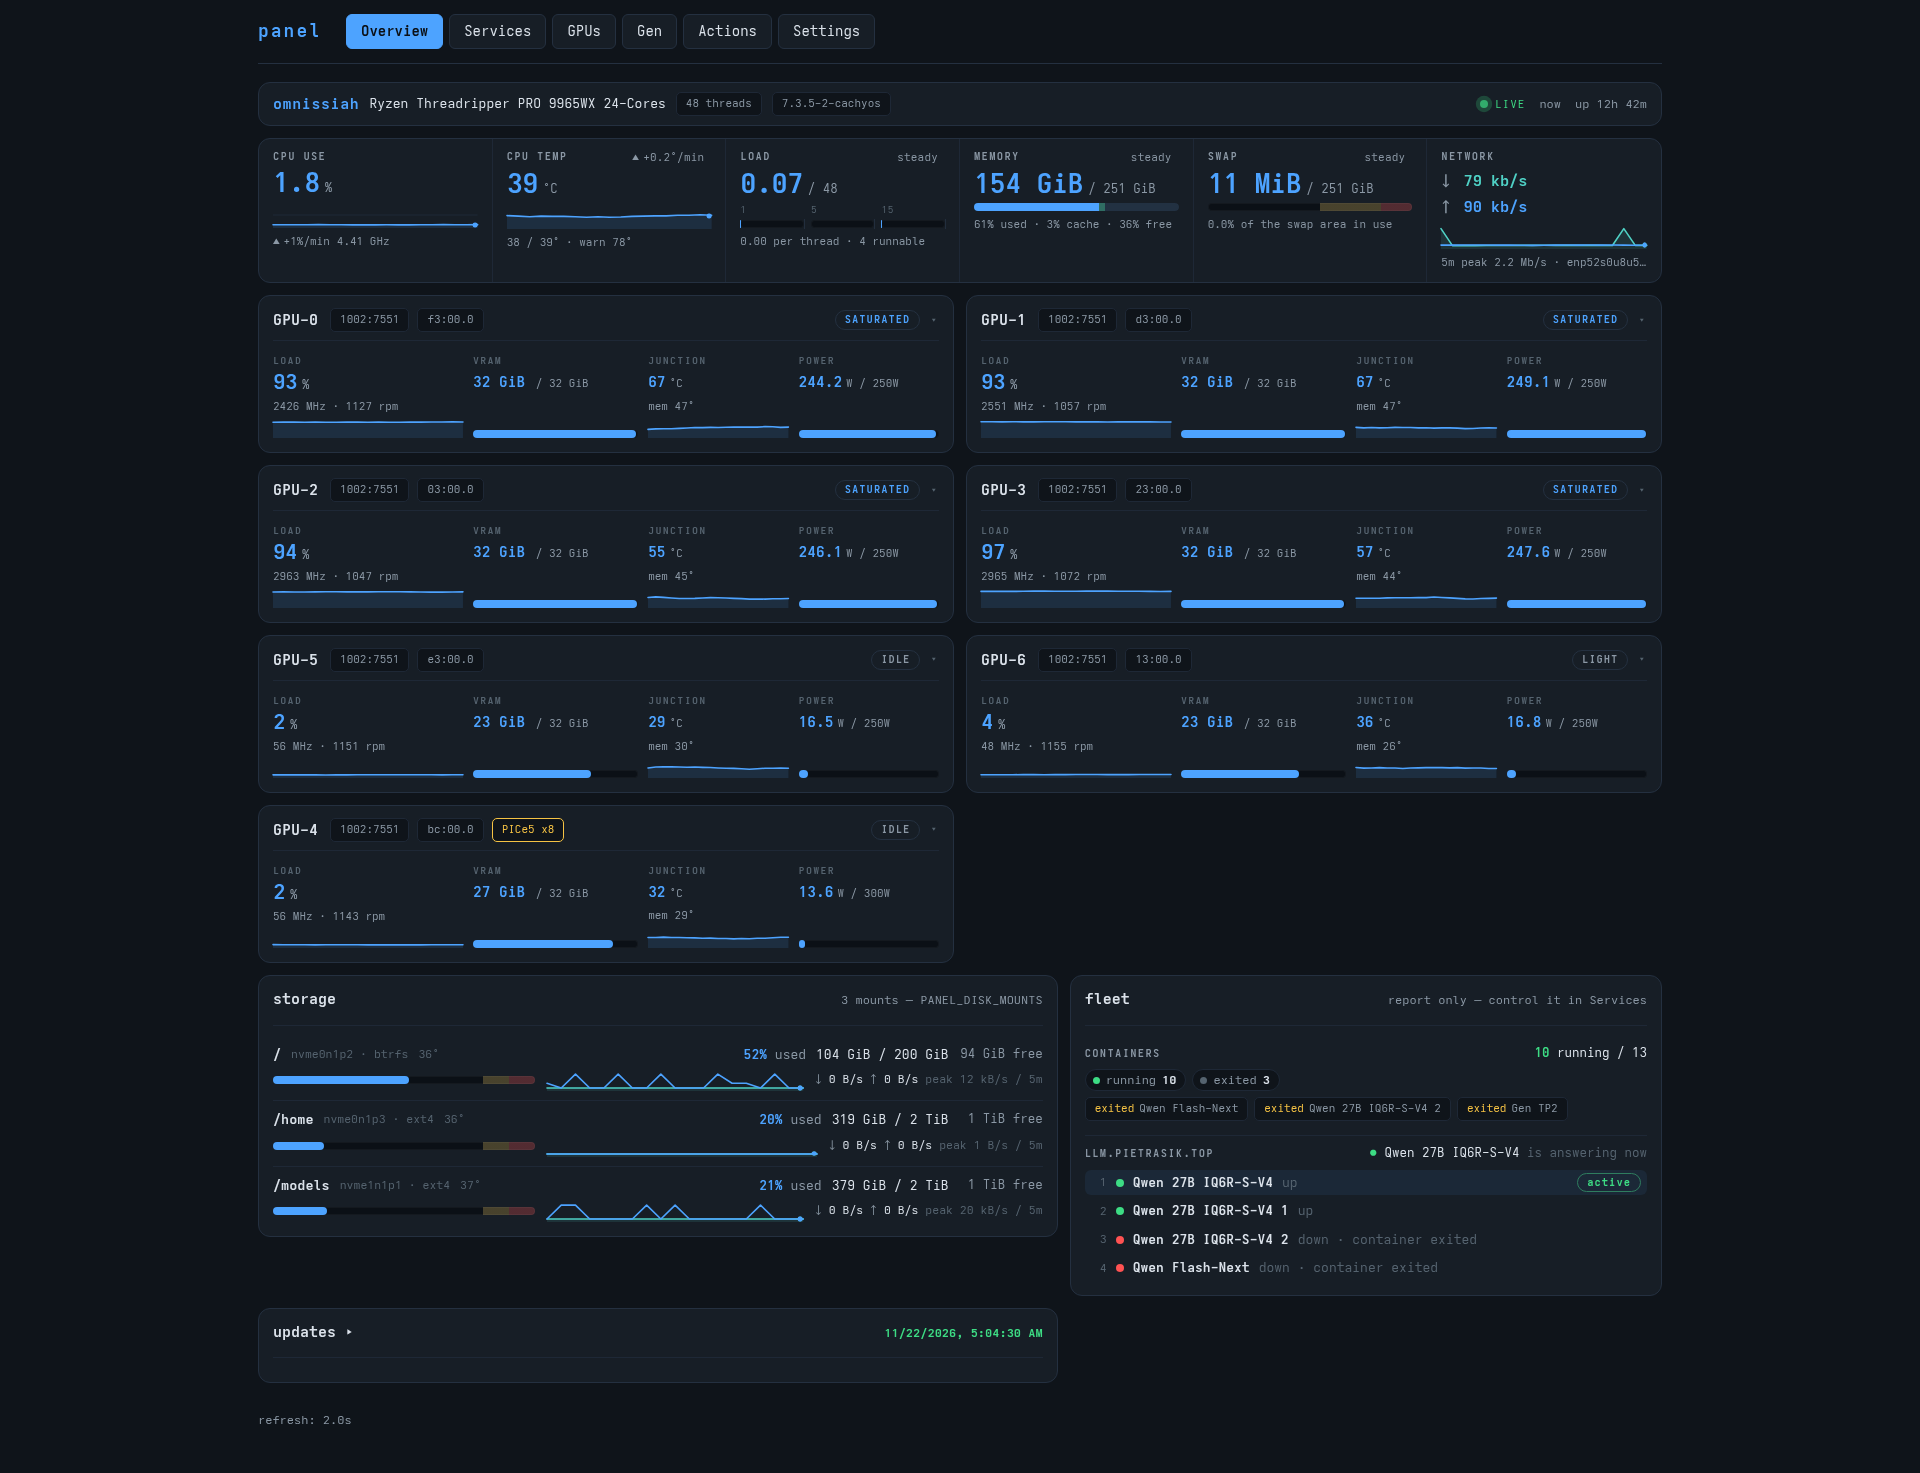 panel Overview Services GPUs Gen Actions Settings
omnissiah Ryzen Threadripper PRO 9965WX 24-Cores 48 threads 7.3.5-2-cachyos LIVE now up 12h 42m
CPU USE
1.8 %
▲ +1%/min 4.41 GHz
CPU TEMP ▲ +0.2°/min
39 °C
38 / 39° · warn 78°
LOAD steady
0.07 / 48
1 5 15
0.00 per thread · 4 runnable
MEMORY steady
154 GiB / 251 GiB
61% used · 3% cache · 36% free
SWAP steady
11 MiB / 251 GiB
0.0% of the swap area in use
NETWORK
↓ 79 kb/s
↑ 90 kb/s
5m peak 2.2 Mb/s · enp52s0u8u5…
GPU-0 1002:7551 f3:00.0 SATURATED
LOAD VRAM JUNCTION POWER
93 % 32 GiB / 32 GiB 67 °C 244.2 W / 250W
2426 MHz · 1127 rpm mem 47°
GPU-1 1002:7551 d3:00.0 SATURATED
LOAD VRAM JUNCTION POWER
93 % 32 GiB / 32 GiB 67 °C 249.1 W / 250W
2551 MHz · 1057 rpm mem 47°
GPU-2 1002:7551 03:00.0 SATURATED
LOAD VRAM JUNCTION POWER
94 % 32 GiB / 32 GiB 55 °C 246.1 W / 250W
2963 MHz · 1047 rpm mem 45°
GPU-3 1002:7551 23:00.0 SATURATED
LOAD VRAM JUNCTION POWER
97 % 32 GiB / 32 GiB 57 °C 247.6 W / 250W
2965 MHz · 1072 rpm mem 44°
GPU-5 1002:7551 e3:00.0 IDLE
LOAD VRAM JUNCTION POWER
2 % 23 GiB / 32 GiB 29 °C 16.5 W / 250W
56 MHz · 1151 rpm mem 30°
GPU-6 1002:7551 13:00.0 LIGHT
LOAD VRAM JUNCTION POWER
4 % 23 GiB / 32 GiB 36 °C 16.8 W / 250W
48 MHz · 1155 rpm mem 26°
GPU-4 1002:7551 bc:00.0 PICe5 x8 IDLE
LOAD VRAM JUNCTION POWER
2 % 27 GiB / 32 GiB 32 °C 13.6 W / 300W
56 MHz · 1143 rpm mem 29°
storage 3 mounts — PANEL_DISK_MOUNTS
/ nvme0n1p2 · btrfs 36° 52% used 104 GiB / 200 GiB 94 GiB free
↓ 0 B/s ↑ 0 B/s peak 12 kB/s / 5m
/home nvme0n1p3 · ext4 36° 20% used 319 GiB / 2 TiB 1 TiB free
↓ 0 B/s ↑ 0 B/s peak 1 B/s / 5m
/models nvme1n1p1 · ext4 37° 21% used 379 GiB / 2 TiB 1 TiB free
↓ 0 B/s ↑ 0 B/s peak 20 kB/s / 5m
fleet report only — control it in Services
CONTAINERS 10 running / 13
running 10 exited 3
exited Qwen Flash-Next exited Qwen 27B IQ6R-S-V4 2 exited Gen TP2
LLM.PIETRASIK.TOP Qwen 27B IQ6R-S-V4 is answering now
1 Qwen 27B IQ6R-S-V4 up active
2 Qwen 27B IQ6R-S-V4 1 up
3 Qwen 27B IQ6R-S-V4 2 down · container exited
4 Qwen Flash-Next down · container exited
updates 11/22/2026, 5:04:30 AM
refresh: 2.0s